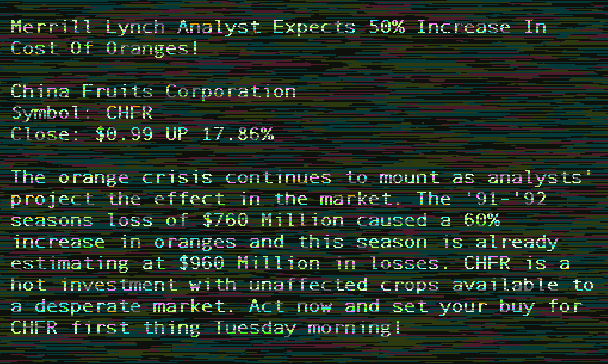 Merrill Lynch Analyst Expects 50% Increase In
Cost Of Oranges!
China Fruits Corporation
Symbol: CHFR
Close: $0.99 UP 17.86%
The orange crisis continues to mount as analysts'
project the effect in the market. The '91-'92
seasons loss of $760 Million caused a 60%
increase in oranges and this season is already
estimating at $960 Million in losses. CHFR is a
hot investment with unaffected crops available to
a desperate market. Act now and set your buy for
CHFR first thing Tuesday morning!